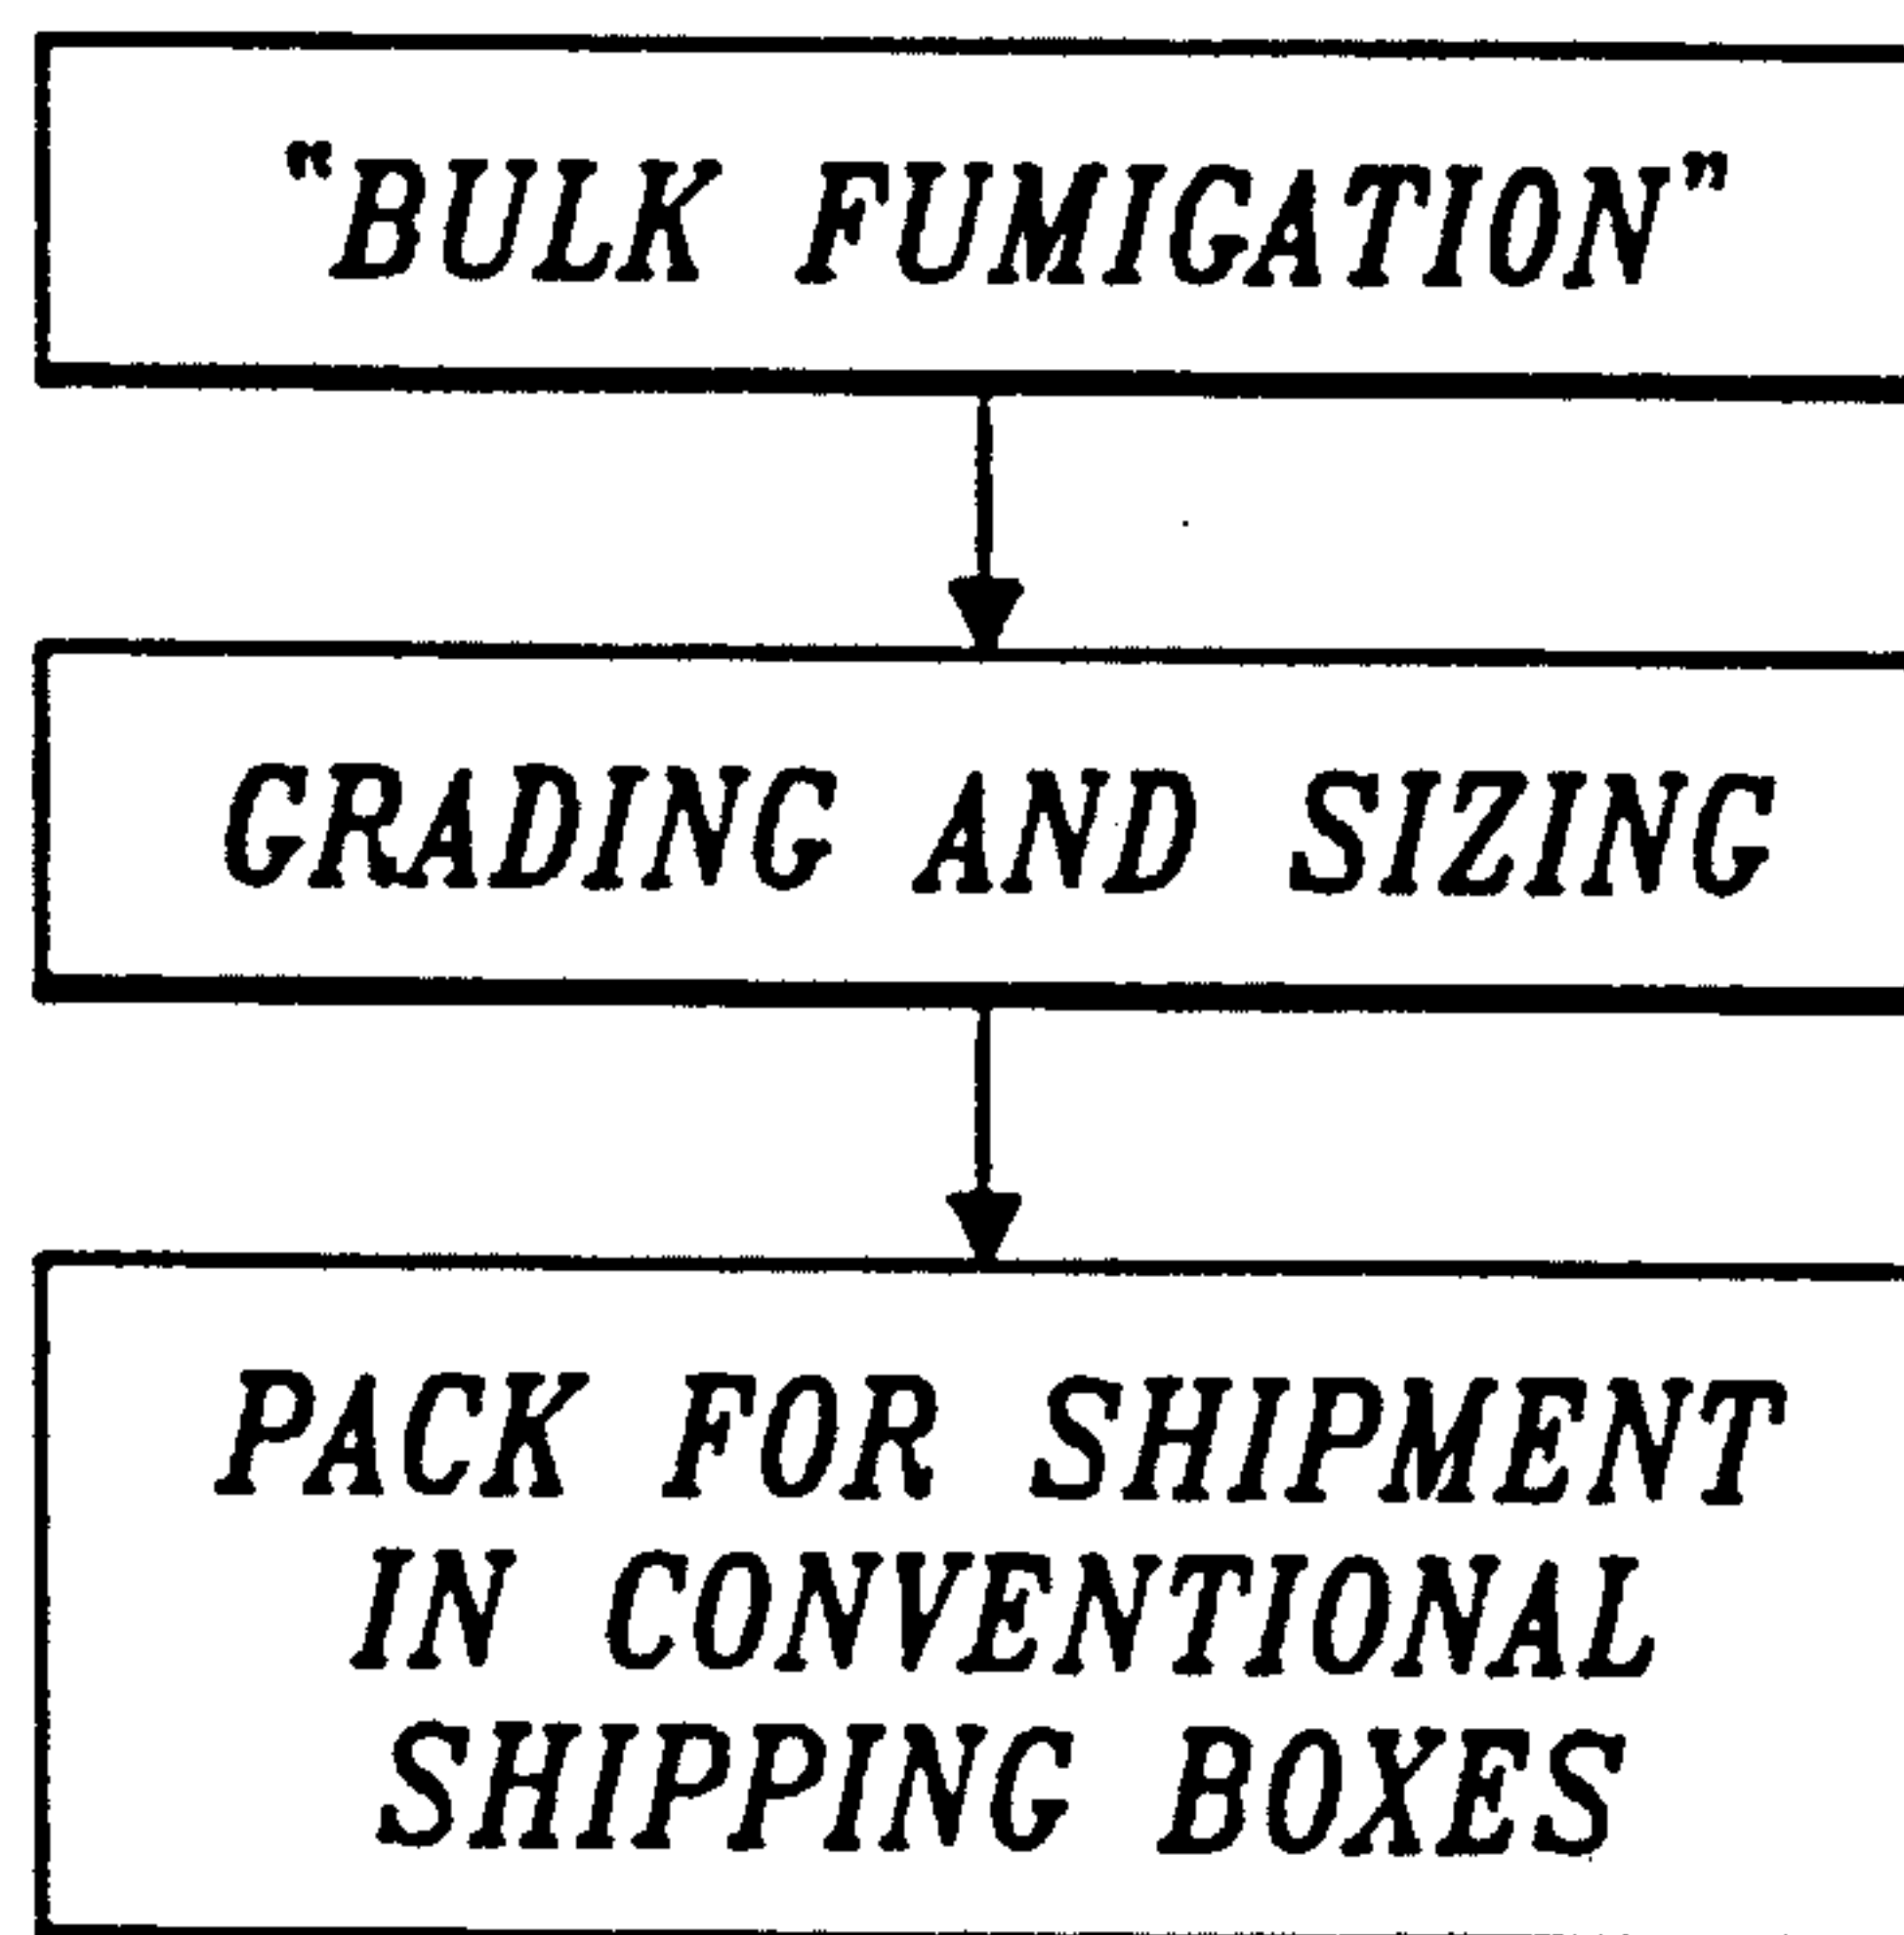 "BULK FUMIGATION"
GRADING AND SIZING
PACK FOR SHIPMENT
IN CONVENTIONAL
SHIPPING BOXES